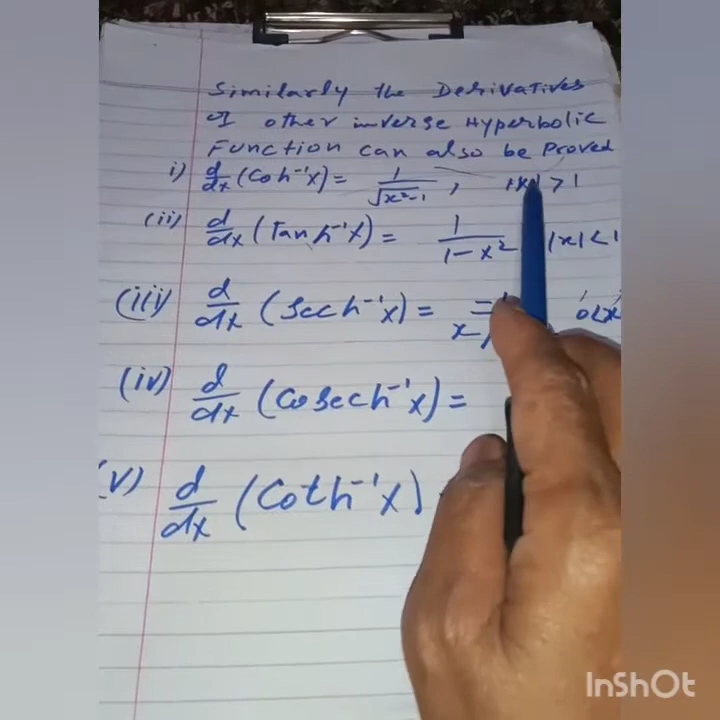 Similarly the Derivatives
of other inverse Hyperbolic
Function can also be Proved
i) d/dx (Coh⁻¹x) = 1/√x²-1 , |x| > 1
(ii) d/dx (Tanh⁻¹x) = 1/1-x² |x| < 1
(iii) d/dx (Sech⁻¹x) = 0<x
(iv) d/dx (Cosech⁻¹x) =
(V) d/dx (Coth⁻¹x)
InShOt